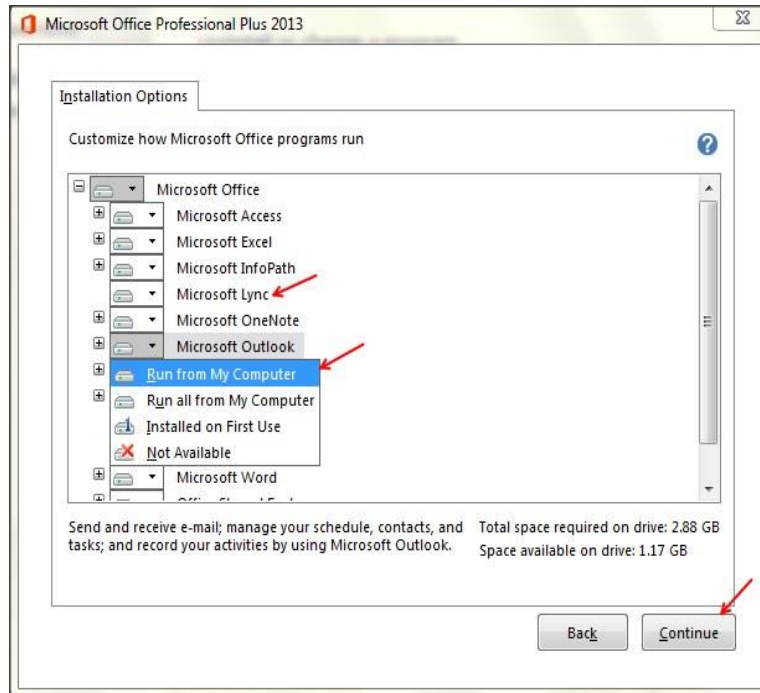 Microsoft Office Professional Plus 2013
Installation Options
Customize how Microsoft Office programs run
Microsoft Office
Microsoft Access
Microsoft Excel
Microsoft InfoPath
Microsoft Lync
Microsoft OneNote
Microsoft Outlook
Run from My Computer
Run all from My Computer
Installed on First Use
Not Available
Microsoft Word
Send and receive e-mail; manage your schedule, contacts, and
tasks; and record your activities by using Microsoft Outlook.
Total space required on drive: 2.88 GB
Space available on drive: 1.17 GB
Back
Continue